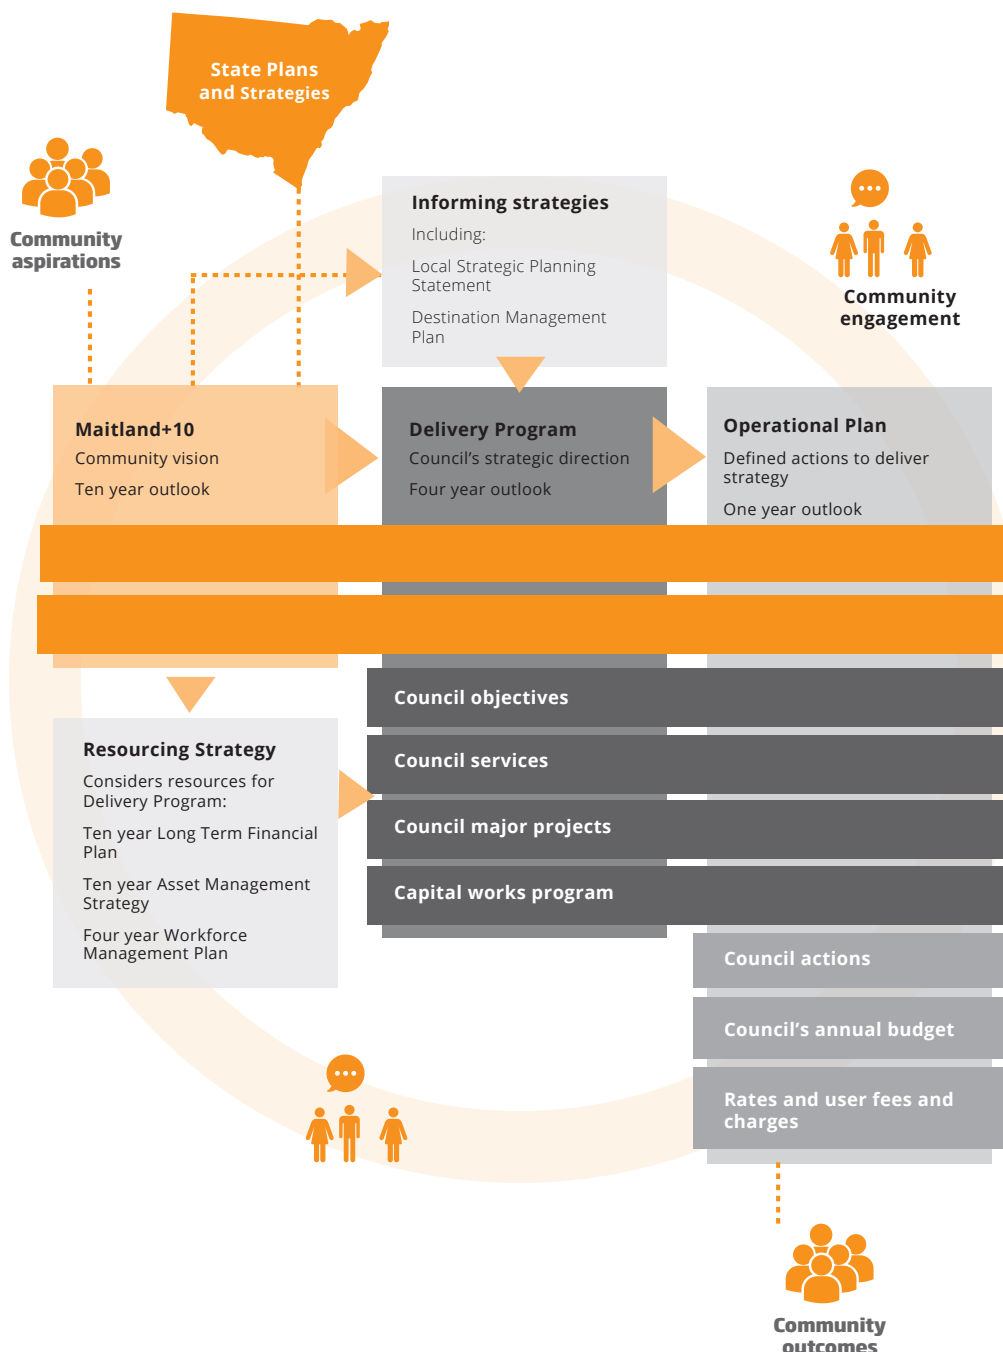 State Plans
and Strategies
Community
aspirations
Informing strategies
Including:
Local Strategic Planning
Statement
Destination Management
Plan
Community
engagement
Maitland+10
Community vision
Ten year outlook
Delivery Program
Council’s strategic direction
Four year outlook
Operational Plan
Defined actions to deliver
strategy
One year outlook
Council objectives
Council services
Council major projects
Capital works program
Resourcing Strategy
Considers resources for
Delivery Program:
Ten year Long Term Financial
Plan
Ten year Asset Management
Strategy
Four year Workforce
Management Plan
Council actions
Council’s annual budget
Rates and user fees and
charges
Community
outcomes